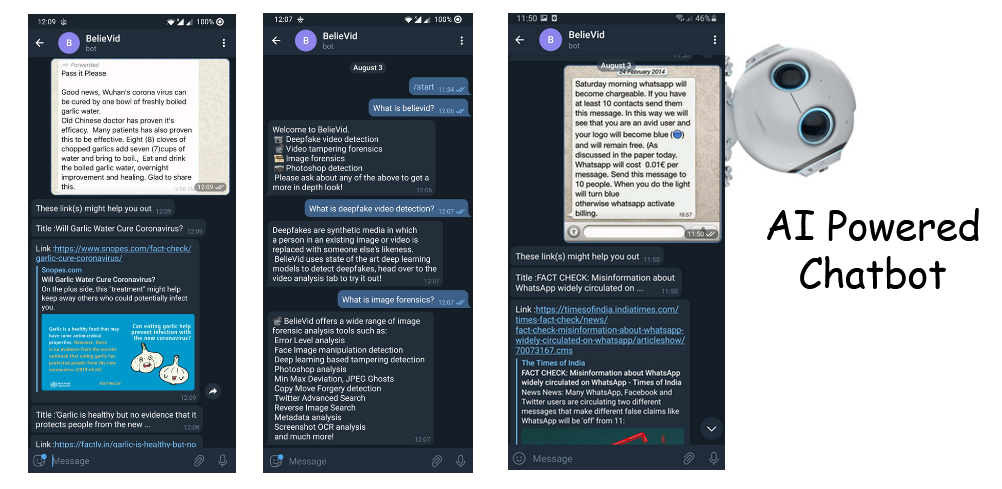 12:09
100%
B
BelieVid
bot
Forwarded
Pass it Please
Good news, Wuhan's corona virus can
be cured by one bowl of freshly boiled
garlic water.
Old Chinese doctor has proven it's
efficacy. Many patients has also proven
this to be effective. Eight (8) cloves of
chopped garlics add seven (7)cups of
water and bring to boil., Eat and drink
the boiled garlic water, overnight
improvement and healing. Glad to share
this.
12:09
These link(s) might help you out 12:09
Title :Will Garlic Water Cure Coronavirus? 12:09
Link :https://www.snopes.com/fact-check/
garlic-cure-coronavirus/
Snopes.com
Will Garlic Water Cure Coronavirus?
On the plus side, this "treatment" might help
keep away others who could potentially infect
you.
Garlic is a healthy food that may
have some antimicrobial
properties. However, there
is no evidence from the current
outbreak that eating garlic has
protected people from the new
coronavirus (2019-nCoV)
Can eating garlic help
prevent infection with
the new coronavirus?
12:09
Title :'Garlic is healthy but no evidence that it
protects people from the new ... 12:09
Link :https://factly.in/garlic-is-healthy-but-no
Message
12:07
100%
B
BelieVid
bot
August 3
/start 11:34
What is believid? 12:06
Welcome to BelieVid.
Deepfake video detection
Video tampering forensics
Image forensics
Photoshop detection
Please ask about any of the above to get a
more in depth look! 12:06
What is deepfake video detection? 12:07
Deepfakes are synthetic media in which
a person in an existing image or video is
replaced with someone else's likeness.
BelieVid uses state of the art deep learning
models to detect deepfakes, head over to the
video analysis tab to try it out! 12:07
What is image forensics? 12:07
BelieVid offers a wide range of image
forensic analysis tools such as:
Error Level analysis
Face Image manipulation detection
Deep learning based tampering detection
Photoshop analysis
Min Max Deviation, JPEG Ghosts
Copy Move Forgery detection
Twitter Advanced Search
Reverse Image Search
Metadata analysis
Screenshot OCR analysis
and much more! 12:07
Message
11:50
46%
B
BelieVid
bot
11:50
August 3
24 February 2014
Saturday morning whatsapp will
become chargeable. If you have
at least 10 contacts send them
this message. In this way we will
see that you are an avid user and
your logo will become blue ( )
and will remain free. (As
discussed in the paper today.
Whatsapp will cost 0.01€ per
message. Send this message to
10 people. When you do the light
will turn blue
otherwise whatsapp activate
billing. 16:57
11:50
These link(s) might help you out 11:50
Title :FACT CHECK: Misinformation about
WhatsApp widely circulated on ... 11:50
Link :https://timesofindia.indiatimes.com/
times-fact-check/news/
fact-check-misinformation-about-whatsapp-
widely-circulated-on-whatsapp/articleshow/
70073167.cms
The Times of India
FACT CHECK: Misinformation about WhatsApp
widely circulated on WhatsApp - Times of India
News News: Many WhatsApp, Facebook and
Twitter users are circulating two different
messages that make different false claims like
WhatsApp will be 'off' from 11:
Message
AI Powered
Chatbot